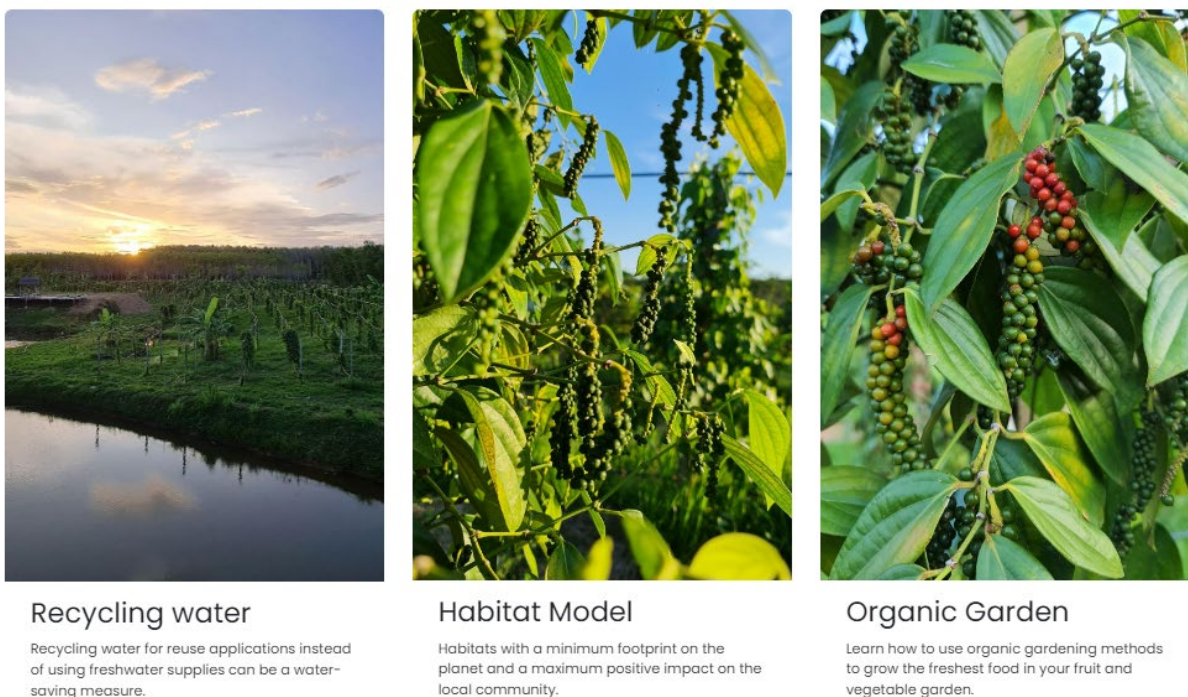 Recycling water
Recycling water for reuse applications instead
of using freshwater supplies can be a water-
saving measure.
Habitat Model
Habitats with a minimum footprint on the
planet and a maximum positive impact on the
local community.
Organic Garden
Learn how to use organic gardening methods
to grow the freshest food in your fruit and
vegetable garden.